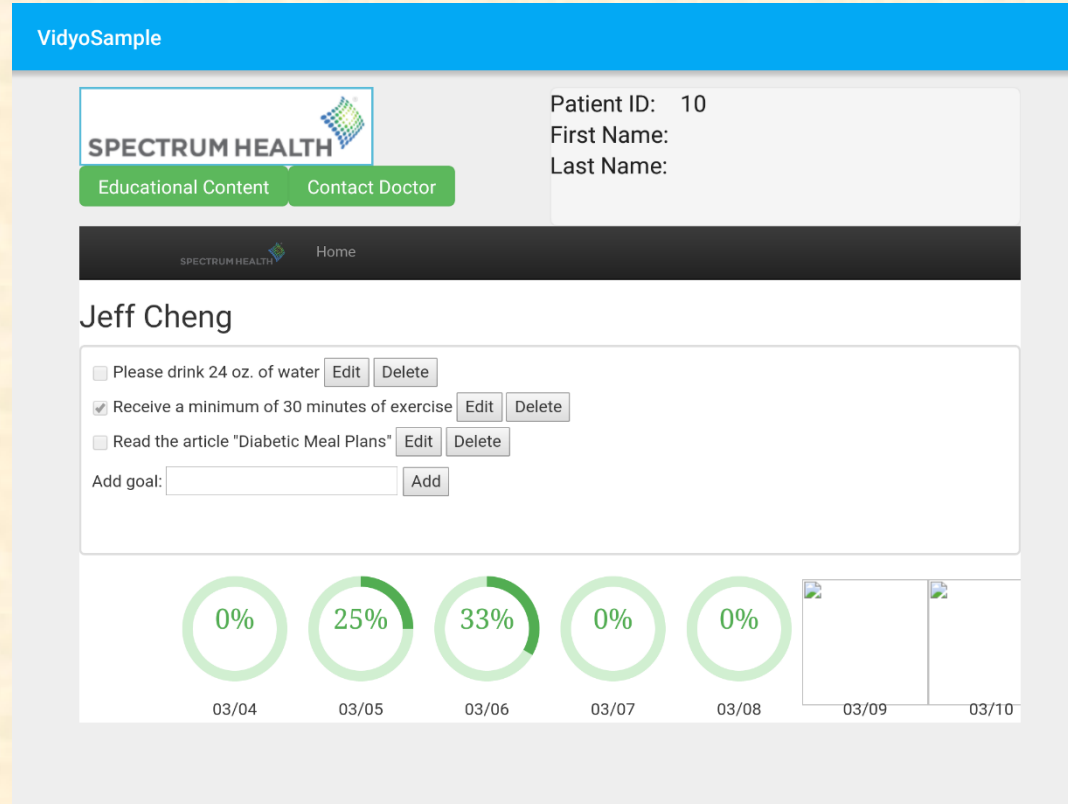 VidyoSample
SPECTRUM HEALTH
Patient ID: 10
First Name:
Last Name:
Educational Content Contact Doctor
SPECTRUM HEALTH Home
Jeff Cheng
Please drink 24 oz. of water Edit Delete
Receive a minimum of 30 minutes of exercise Edit Delete
Read the article "Diabetic Meal Plans" Edit Delete
Add goal: Add
0% 25% 33% 0% 0%
03/04 03/05 03/06 03/07 03/08 03/09 03/10